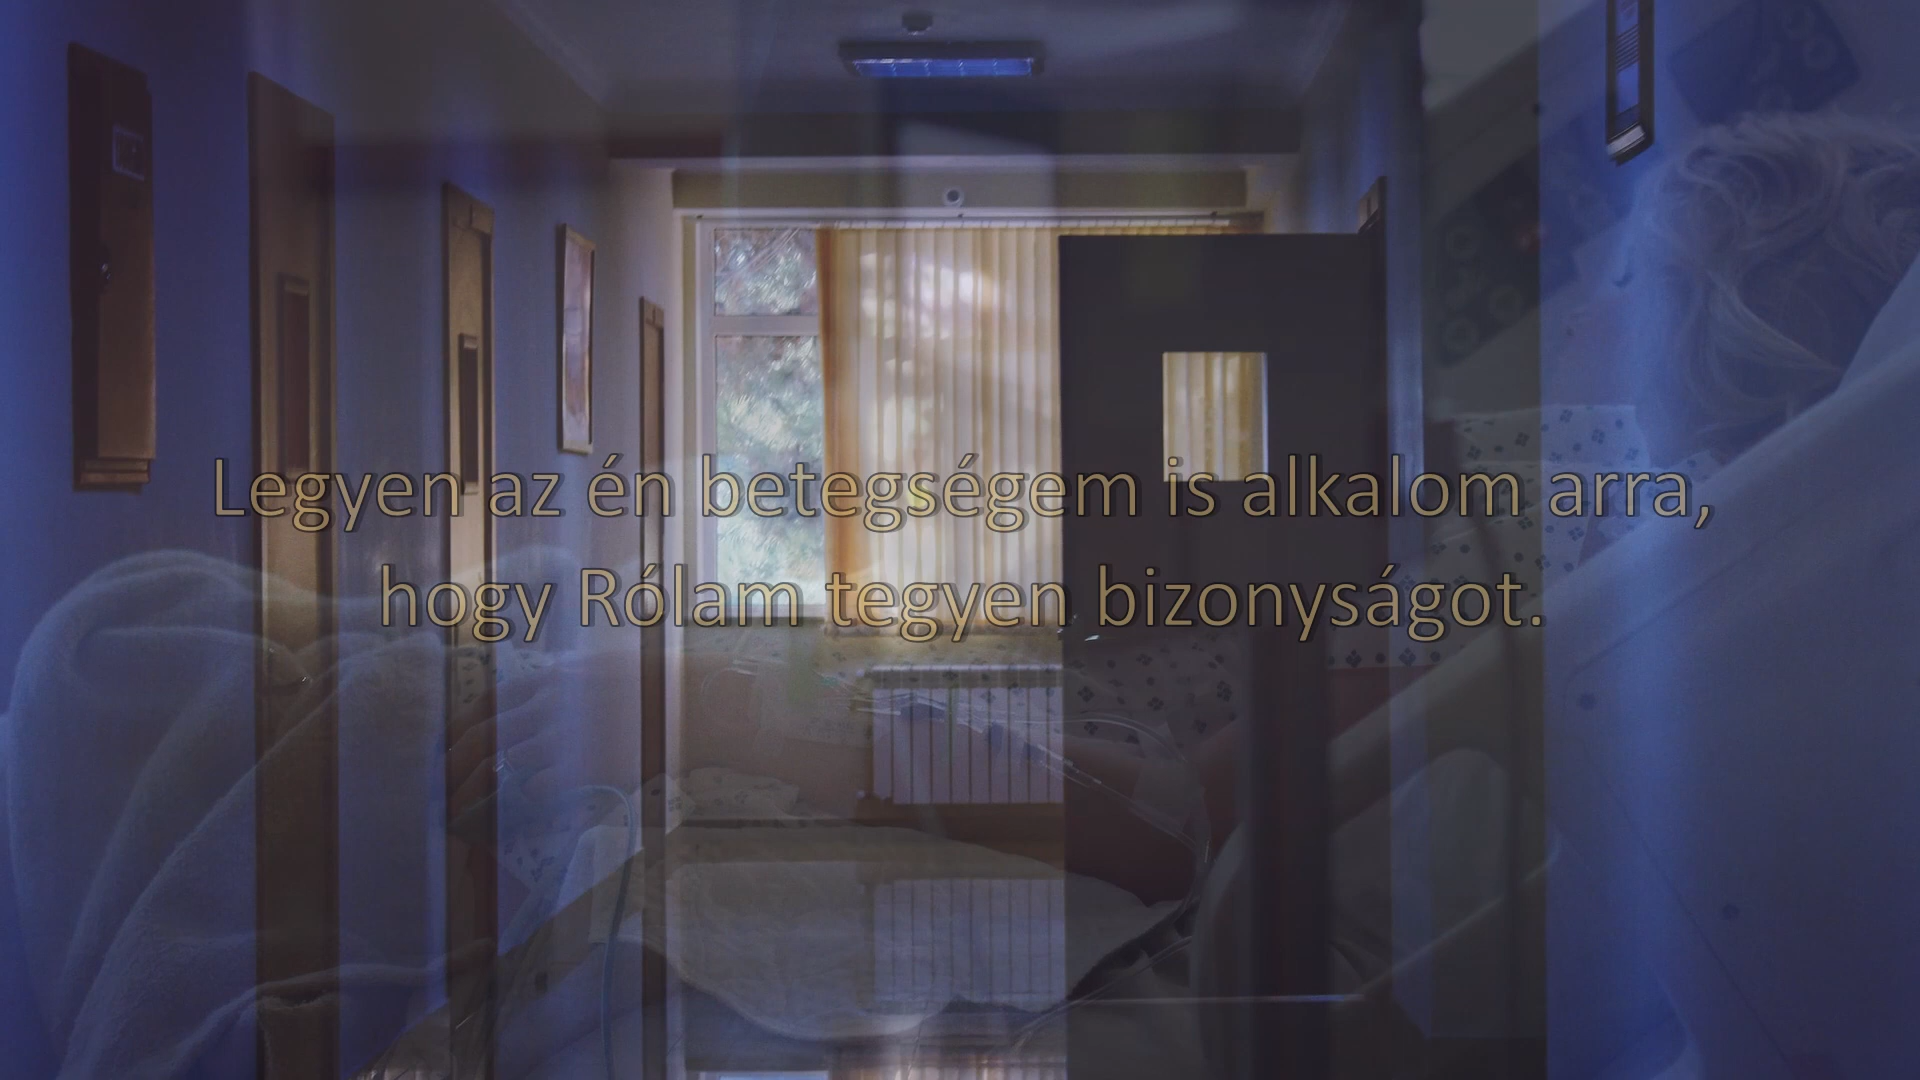 Legyen az én betegségem is alkalom arra,
hogy Rólam tegyen bizonyságot.